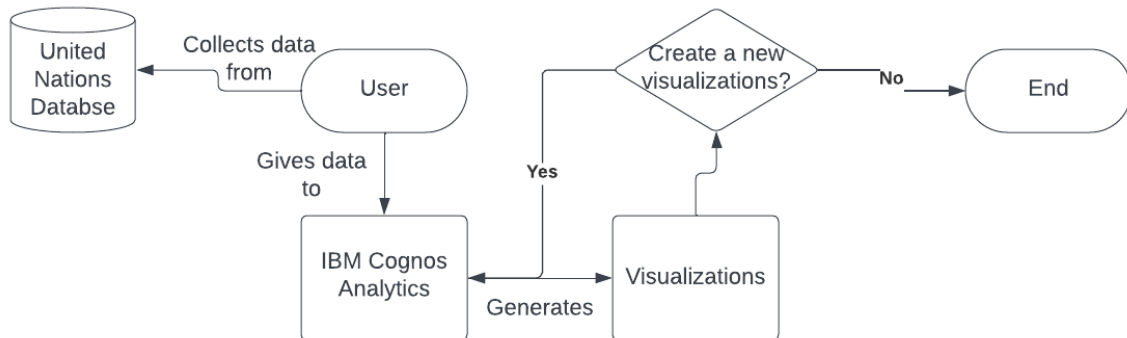 United
Nations
Databse
Collects data
from
User
Create a new
visualizations?
No
End
Gives data
to
Yes
IBM Cognos
Analytics
Generates
Visualizations